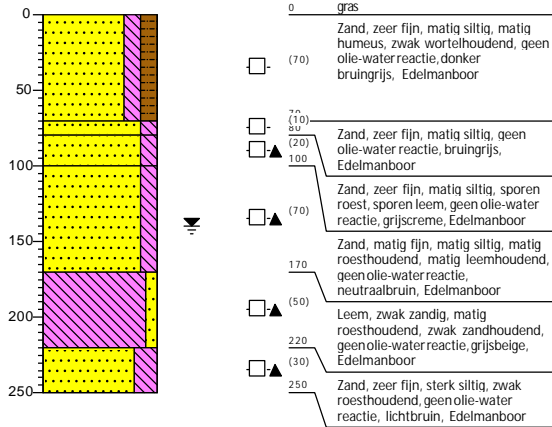 0
50
100
150
200
250
0
gras
(70)
Zand, zeer fijn, matig siltig, matig
humeus, zwak wortelhoudend, geen
olie-water reactie, donker
bruingrijs, Edelmanboor
70
(10)
80
(20)
100
Zand, zeer fijn, matig siltig, geen
olie-water reactie, bruingrijs,
Edelmanboor
Zand, zeer fijn, matig siltig, sporen
roest, sporen leem, geen olie-water
reactie, grijscreme, Edelmanboor
(70)
170
Zand, matig fijn, matig siltig, matig
roesthoudend, matig leemhoudend,
geen olie-water reactie,
neutraalbruin, Edelmanboor
(50)
220
Leem, zwak zandig, matig
roesthoudend, zwak zandhoudend,
geen olie-water reactie, grijsbeige,
Edelmanboor
(30)
250
Zand, zeer fijn, sterk siltig, zwak
roesthoudend, geen olie-water
reactie, lichtbruin, Edelmanboor